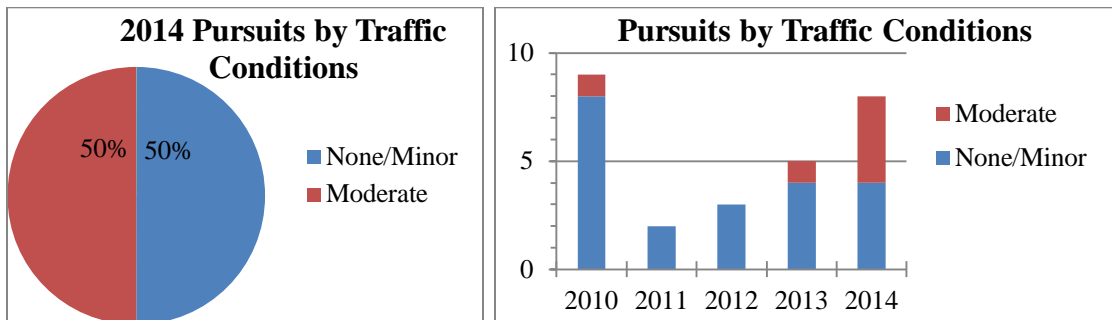 2014 Pursuits by Traffic
Conditions
50%
50%
None/Minor
Moderate
Pursuits by Traffic Conditions
10
5
0
2010
2011
2012
2013
2014
Moderate
None/Minor